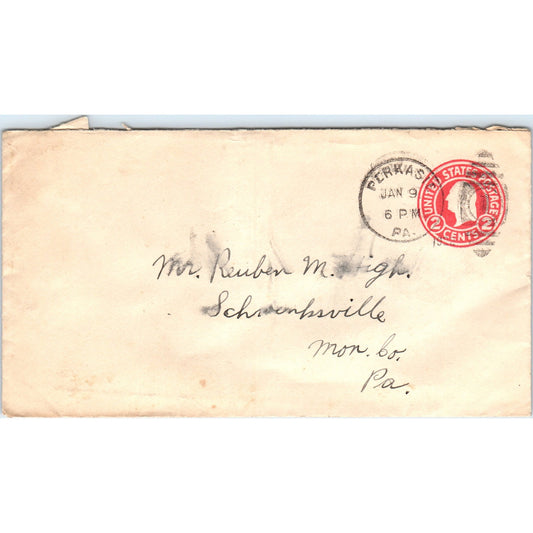 PERKAS
JAN 9
6 PM
PA.
UNITED STATES POSTAGE
2 CENTS 2
Mr. Reuben M. High.
Schwenksville
Mon. Co.
Pa.